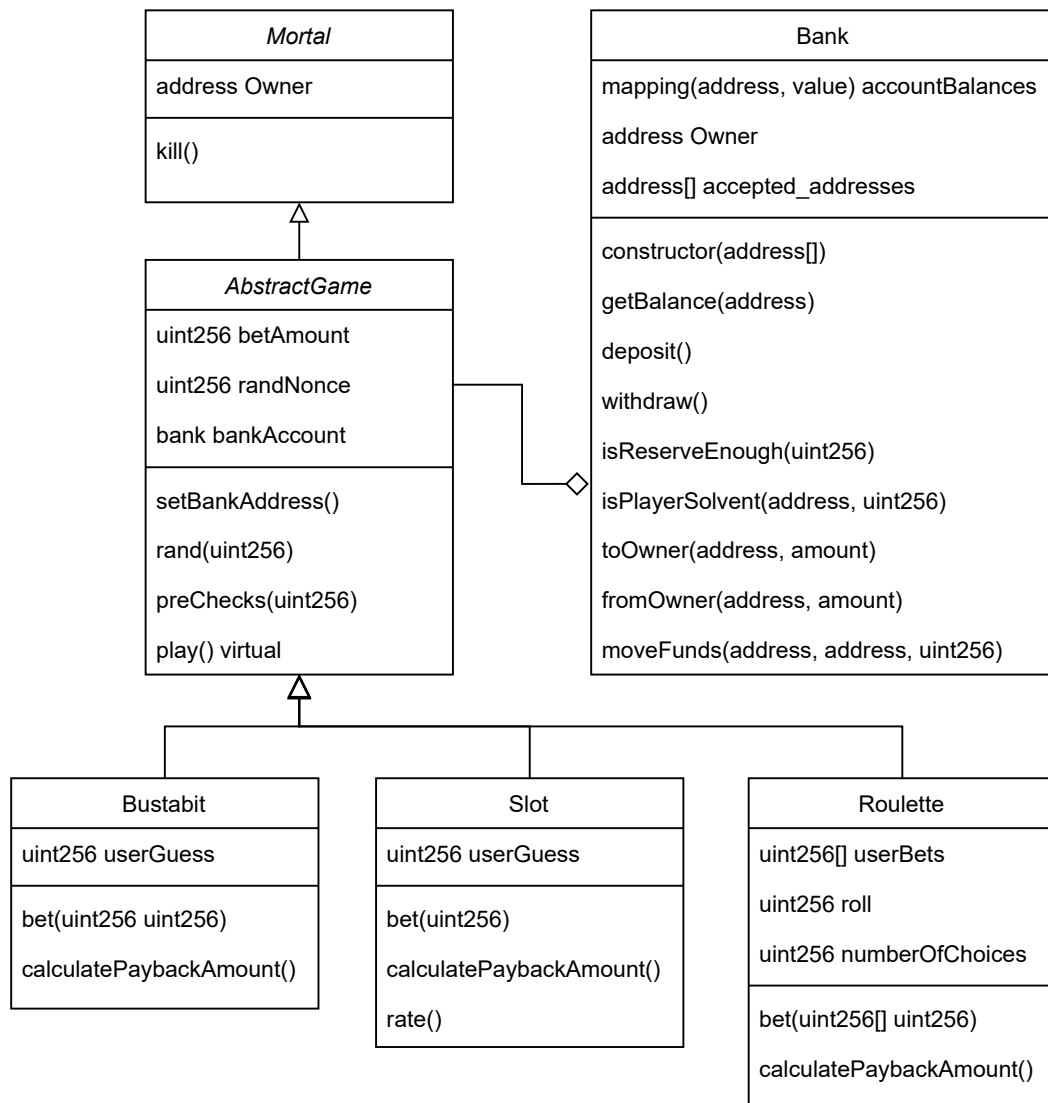 Mortal
address Owner
kill()
Bank
mapping(address, value) accountBalances
address Owner
address[] accepted_addresses
constructor(address[])
getBalance(address)
deposit()
withdraw()
isReserveEnough(uint256)
isPlayerSolvent(address, uint256)
toOwner(address, amount)
fromOwner(address, amount)
moveFunds(address, address, uint256)
AbstractGame
uint256 betAmount
uint256 randNonce
bank bankAccount
setBankAddress()
rand(uint256)
preChecks(uint256)
play() virtual
Bustabit
uint256 userGuess
bet(uint256 uint256)
calculatePaybackAmount()
Slot
uint256 userGuess
bet(uint256)
calculatePaybackAmount()
rate()
Roulette
uint256[] userBets
uint256 roll
uint256 numberOfChoices
bet(uint256[] uint256)
calculatePaybackAmount()